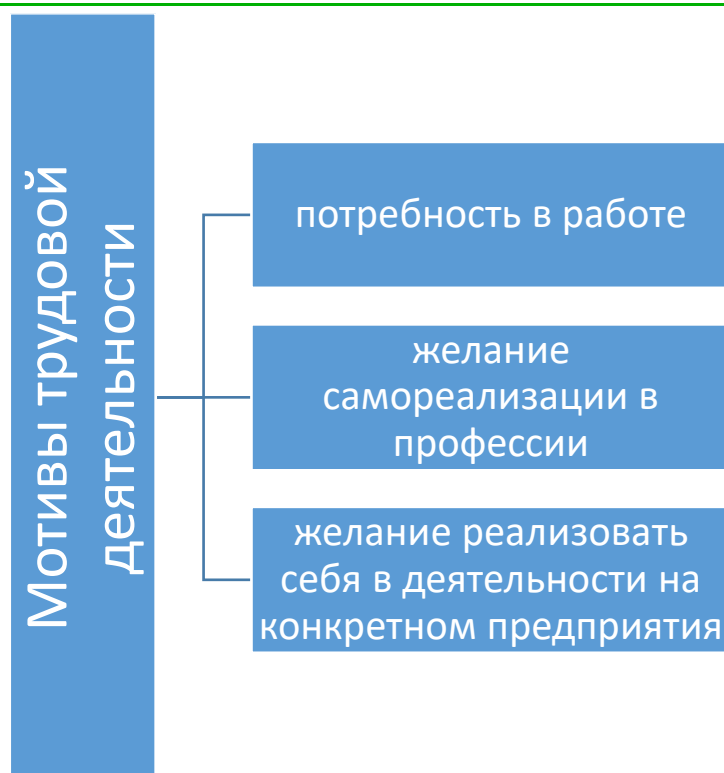 Мотивы трудовой
деятельности
потребность в работе
желание
самореализации в
профессии
желание реализовать
себя в деятельности на
конкретном предприятия